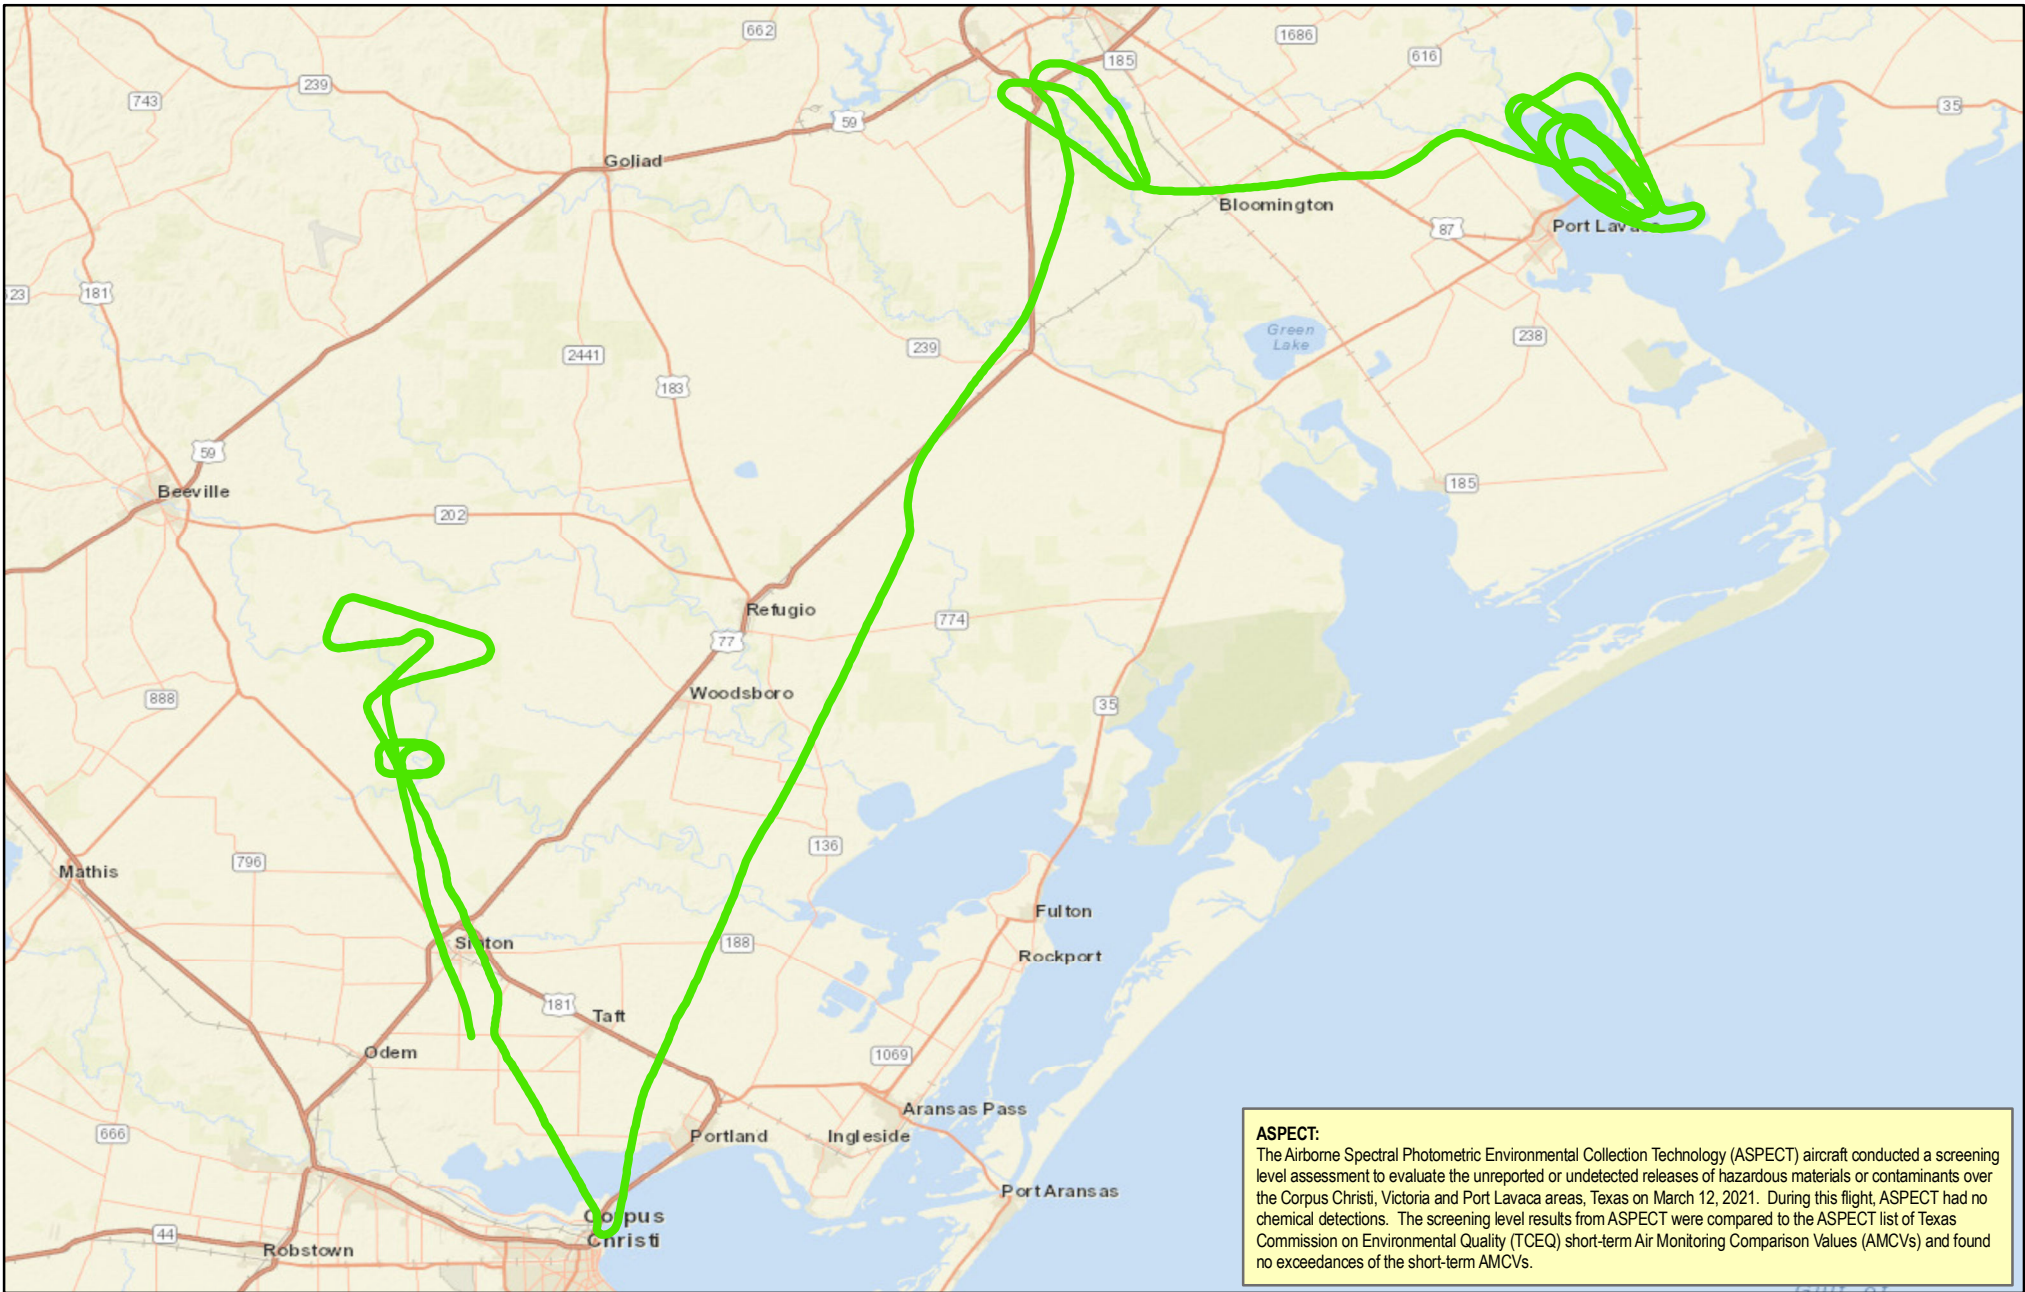 662
1686
616
185
239
743
35
59
Goliad
Bloomington
87
Port Lavaca
23
181
Green
Lake
238
239
2441
183
59
Beeville
185
202
Refugio
774
77
Woodsboro
888
35
136
796
Mathis
Fulton
Sinton
188
Rockport
181
Taft
Odem
1069
Aransas Pass
666
Portland
Ingleside
Port Aransas
Corpus
Christi
44
Robstown
ASPECT:
The Airborne Spectral Photometric Environmental Collection Technology (ASPECT) aircraft conducted a screening
level assessment to evaluate the unreported or undetected releases of hazardous materials or contaminants over
the Corpus Christi, Victoria and Port Lavaca areas, Texas on March 12, 2021. During this flight, ASPECT had no
chemical detections. The screening level results from ASPECT were compared to the ASPECT list of Texas
Commission on Environmental Quality (TCEQ) short-term Air Monitoring Comparison Values (AMCVs) and found
no exceedances of the short-term AMCVs.